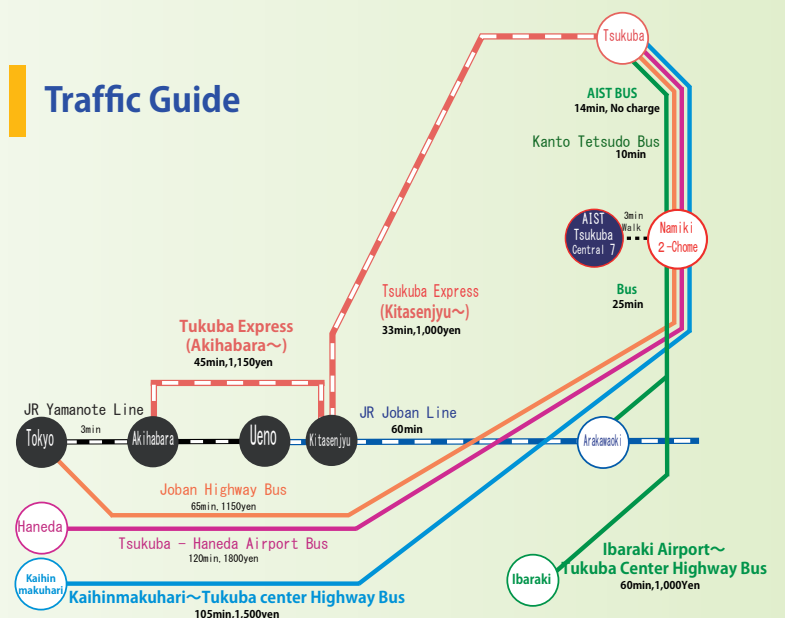 Tsukuba
Traffic Guide
AIST BUS
14min, No charge
Kanto Tetsudo Bus
10min
AIST
Tsukuba
Central 7
3min
Walk
Namiki
2-Chome
Bus
25min
Tsukuba Express
(Kitasenjyu～)
33min,1,000yen
Tukuba Express
(Akihabara～)
45min,1,150yen
JR Yamanote Line
JR Joban Line
60min
Tokyo
3min
Akihabara
Ueno
Kitasenjyu
Arakawaoki
Joban Highway Bus
65min, 1150yen
Haneda
Tsukuba - Haneda Airport Bus
120min, 1800yen
Kaihin
makuhari
Kaihinmakuhari～Tukuba center Highway Bus
105min,1,500yen
Ibaraki
Ibaraki Airport～
Tukuba Center Highway Bus
60min,1,000Yen